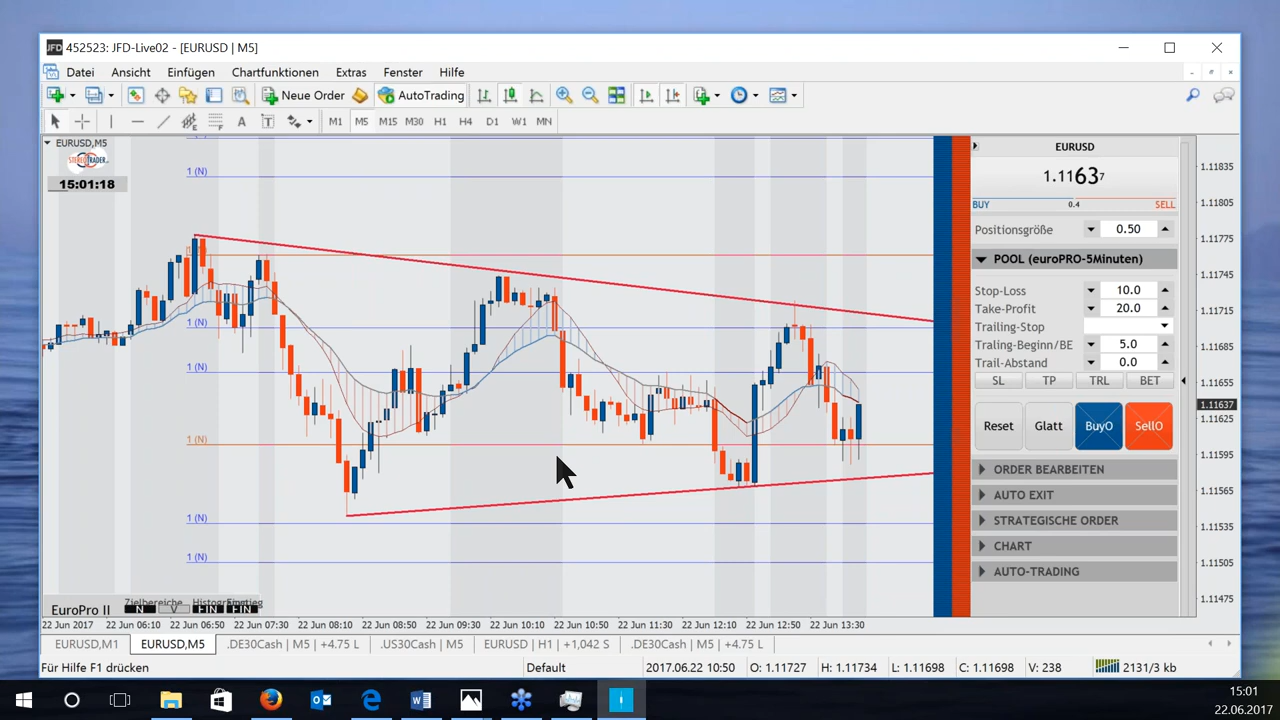 JFD 452523: JFD-Live02 - [EURUSD | M5]
Datei Ansicht Einfügen Chartfunktionen Extras Fenster Hilfe
Neue Order AutoTrading
A T M1 M5 M15 M30 H1 H4 D1 W1 MN
EURUSD,M5
STEREOTRADER
15:01:18
1 (N)
1 (N)
1 (N)
1 (N)
1 (N)
1 (N)
EuroPro II
Zielbereiche
N V EIN EIN
EURUSD
1.11637
BUY 0.4 SELL
Positionsgröße 0.50
POOL (euroPRO-5Minuten)
Stop-Loss 10.0
Take-Profit 20.0
Trailing-Stop
Traling-Beginn/BE 5.0
Trail-Abstand 0.0
SL TP TRL BET
Reset Glatt BuyO SellO
ORDER BEARBEITEN
AUTO EXIT
STRATEGISCHE ORDER
CHART
AUTO-TRADING
1.11835
1.11805
1.11775
1.11745
1.11715
1.11685
1.11655
1.11637
1.11625
1.11595
1.11565
1.11535
1.11505
1.11475
22 Jun 2017 22 Jun 06:10 22 Jun 06:50 22 Jun 07:30 22 Jun 08:10 22 Jun 08:50 22 Jun 09:30 22 Jun 10:10 22 Jun 10:50 22 Jun 11:30 22 Jun 12:10 22 Jun 12:50 22 Jun 13:30
EURUSD,M1 EURUSD,M5 .DE30Cash | M5 | +4.75 L .US30Cash | M5 EURUSD | H1 | +1,042 S .DE30Cash | M5 | +4.75 L
Für Hilfe F1 drücken Default 2017.06.22 10:50 O: 1.11727 H: 1.11734 L: 1.11698 C: 1.11698 V: 238 2131/3 kb
15:01
22.06.2017